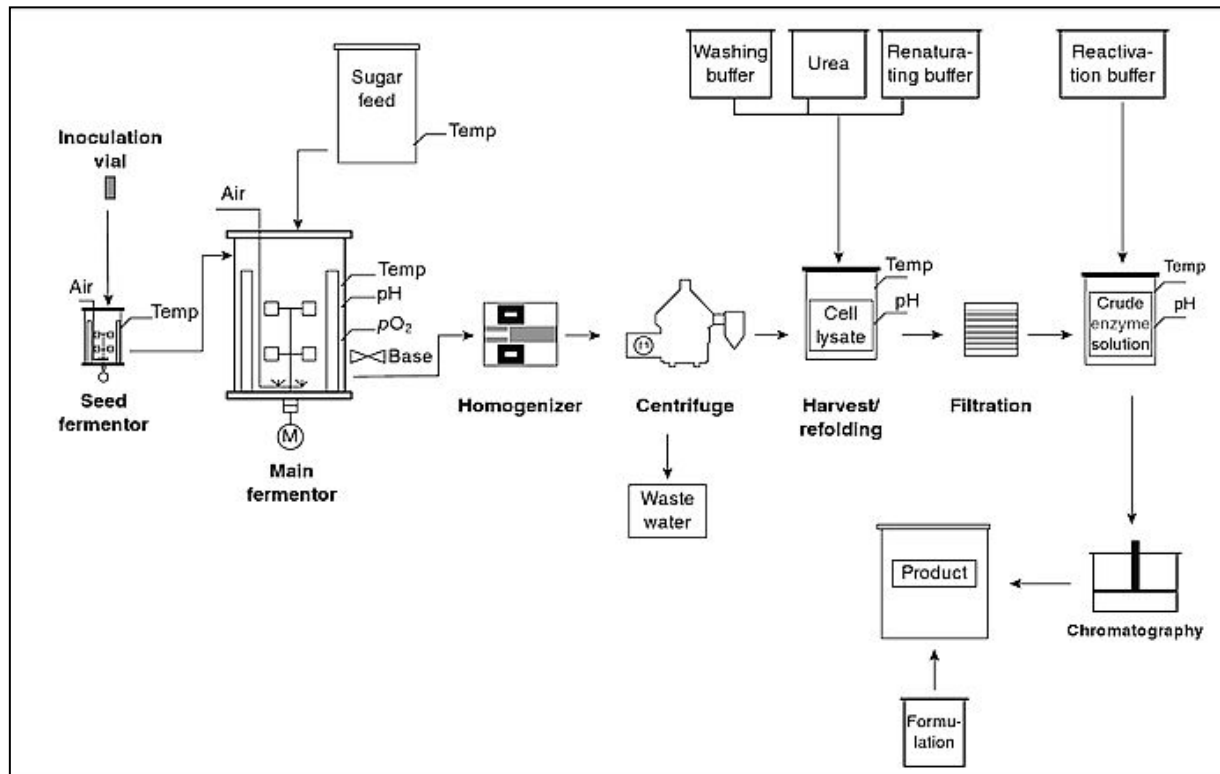 Washing
buffer
Urea
Renatura-
ting buffer
Reactiva-
tion buffer
Sugar
feed
Temp
Inoculation
vial
Air
Air
Temp
Temp
pH
pO₂
Base
Seed
fermentor
M
Main
fermentor
Homogenizer
Centrifuge
Waste
water
Temp
pH
Cell
lysate
Harvest/
refolding
Filtration
Temp
pH
Crude
enzyme
solution
Chromatography
Product
Formu-
lation